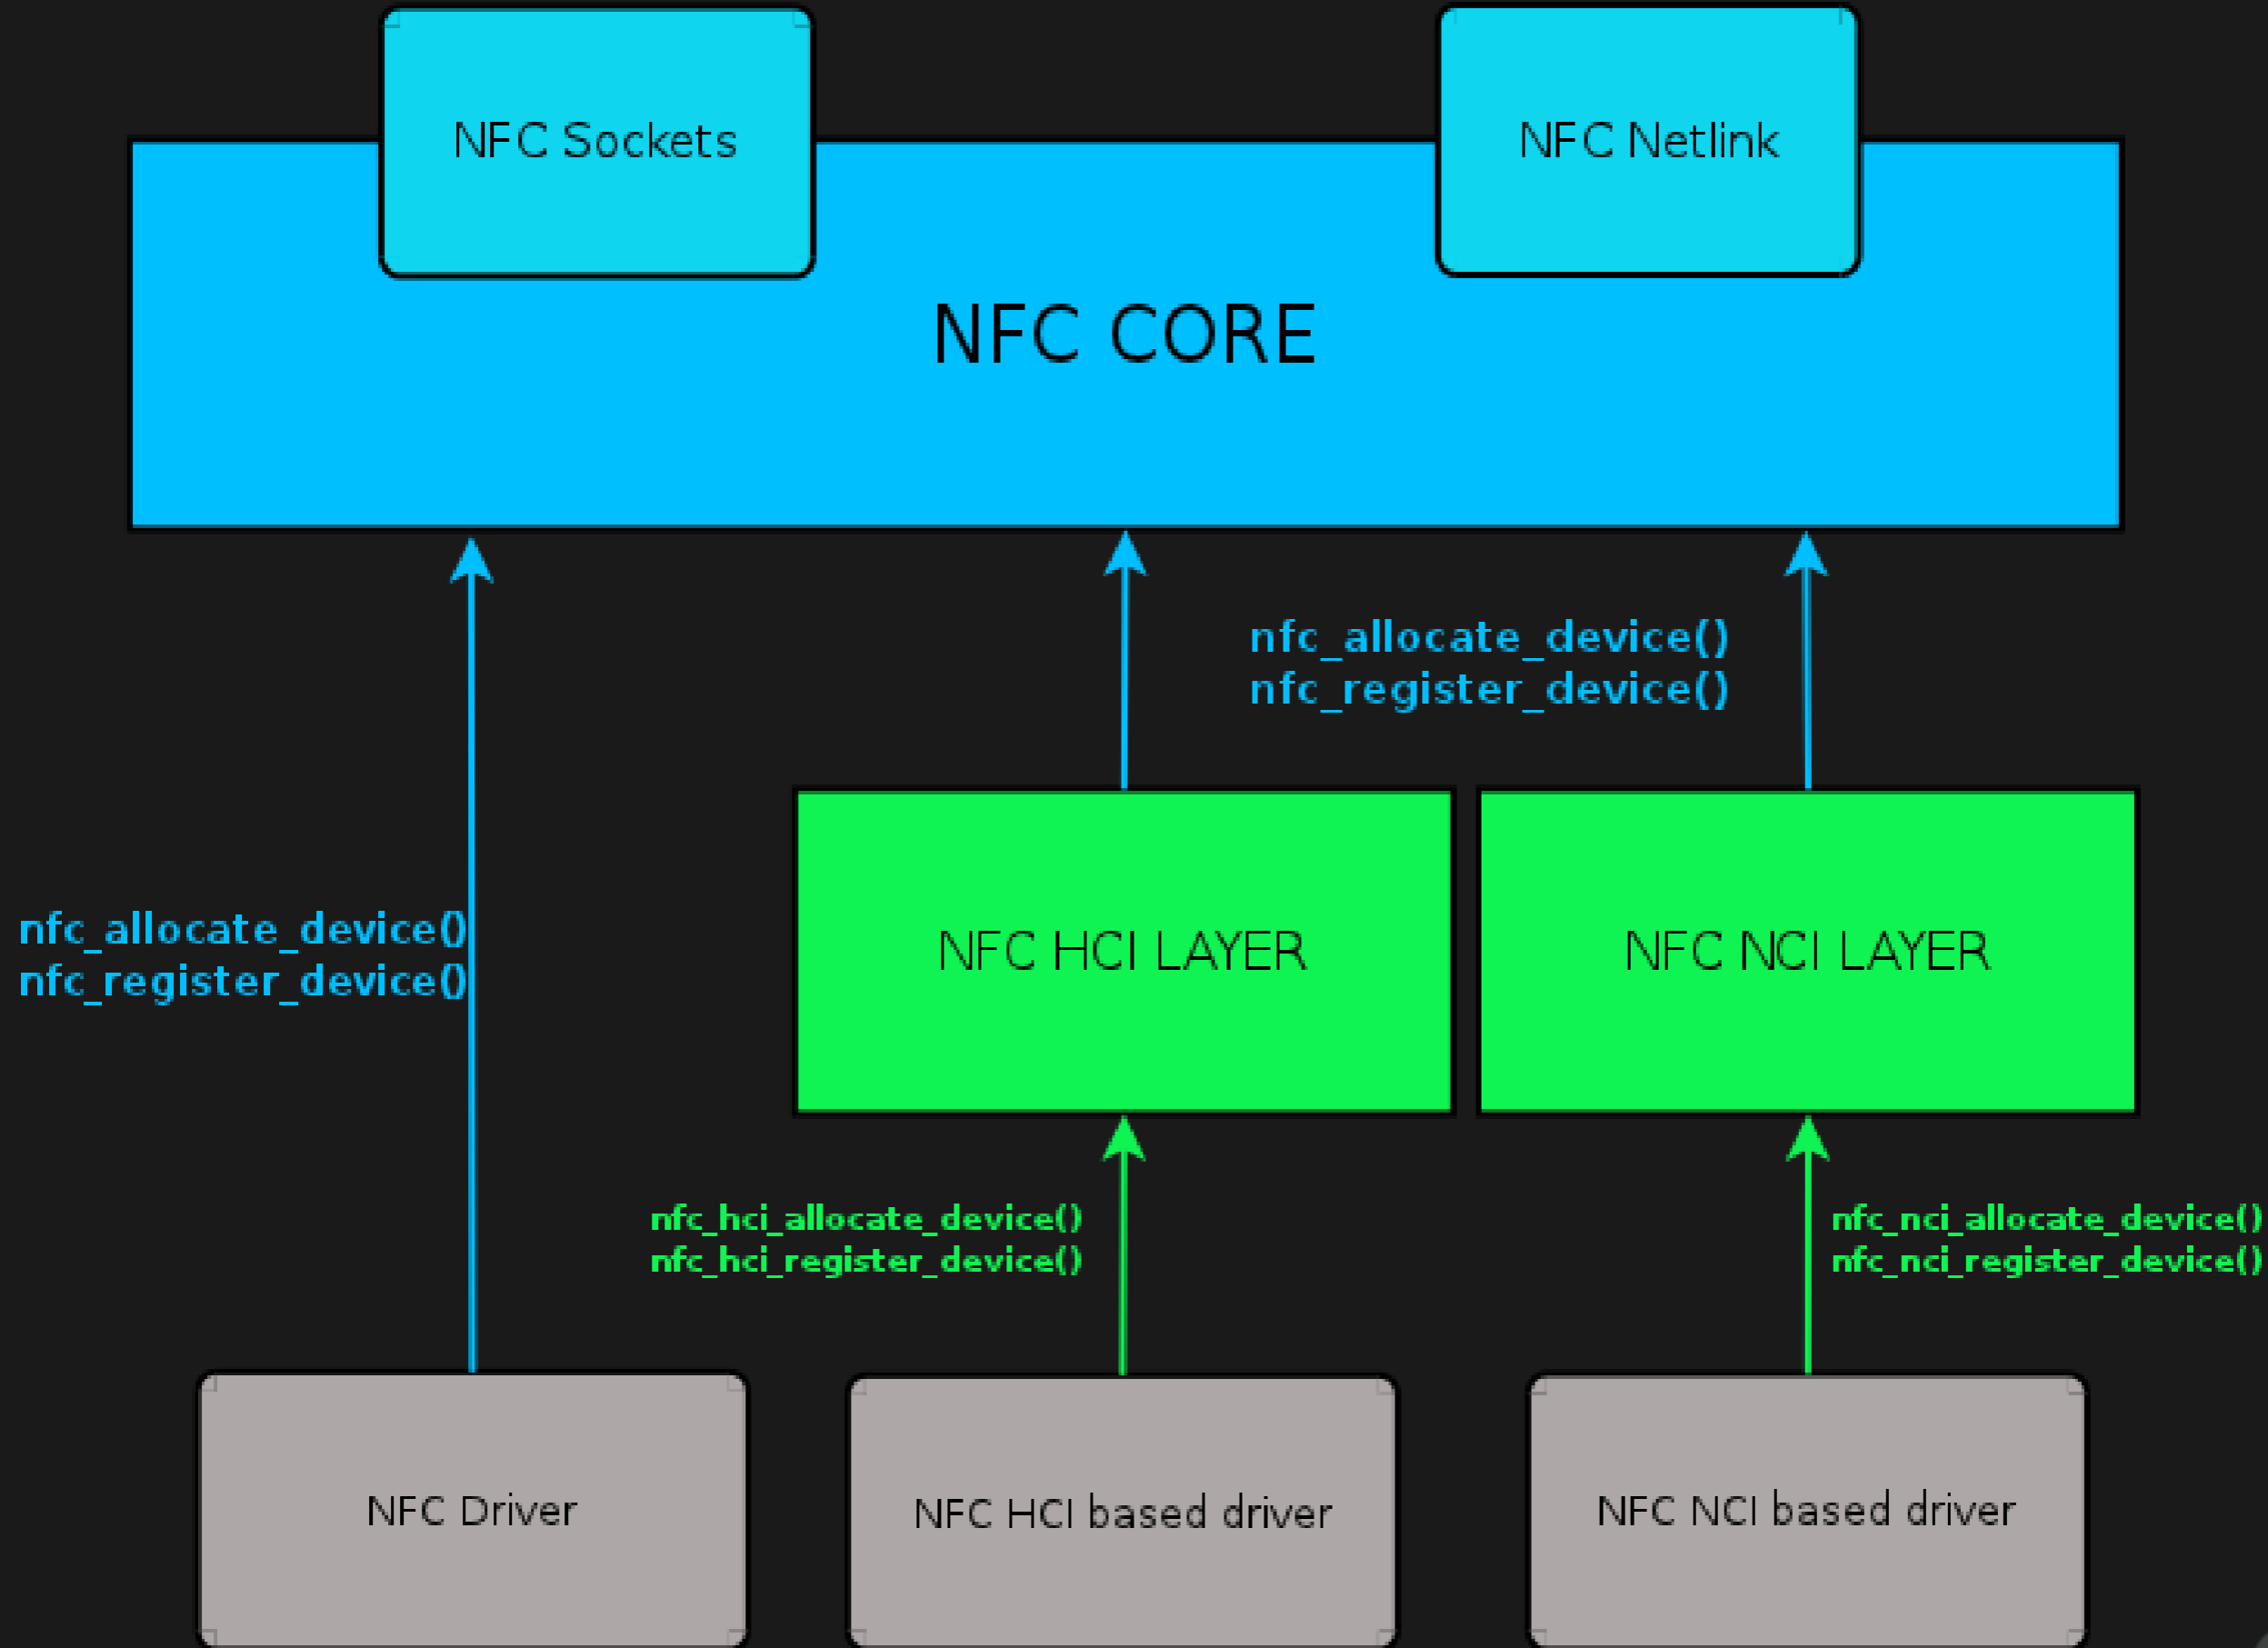 NFC Sockets
NFC Netlink
NFC CORE
nfc_allocate_device()
nfc_register_device()
nfc_allocate_device()
nfc_register_device()
NFC HCI LAYER
NFC NCI LAYER
nfc_hci_allocate_device()
nfc_hci_register_device()
nfc_nci_allocate_device()
nfc_nci_register_device()
NFC Driver
NFC HCI based driver
NFC NCI based driver